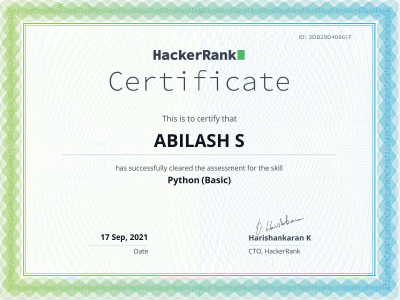 ID: 3DB29D40861F
HackerRank
Certificate
This is to certify that
ABILASH S
has successfully cleared the assessment for the skill
Python (Basic)
17 Sep, 2021
Date
Harishankaran K
CTO, HackerRank